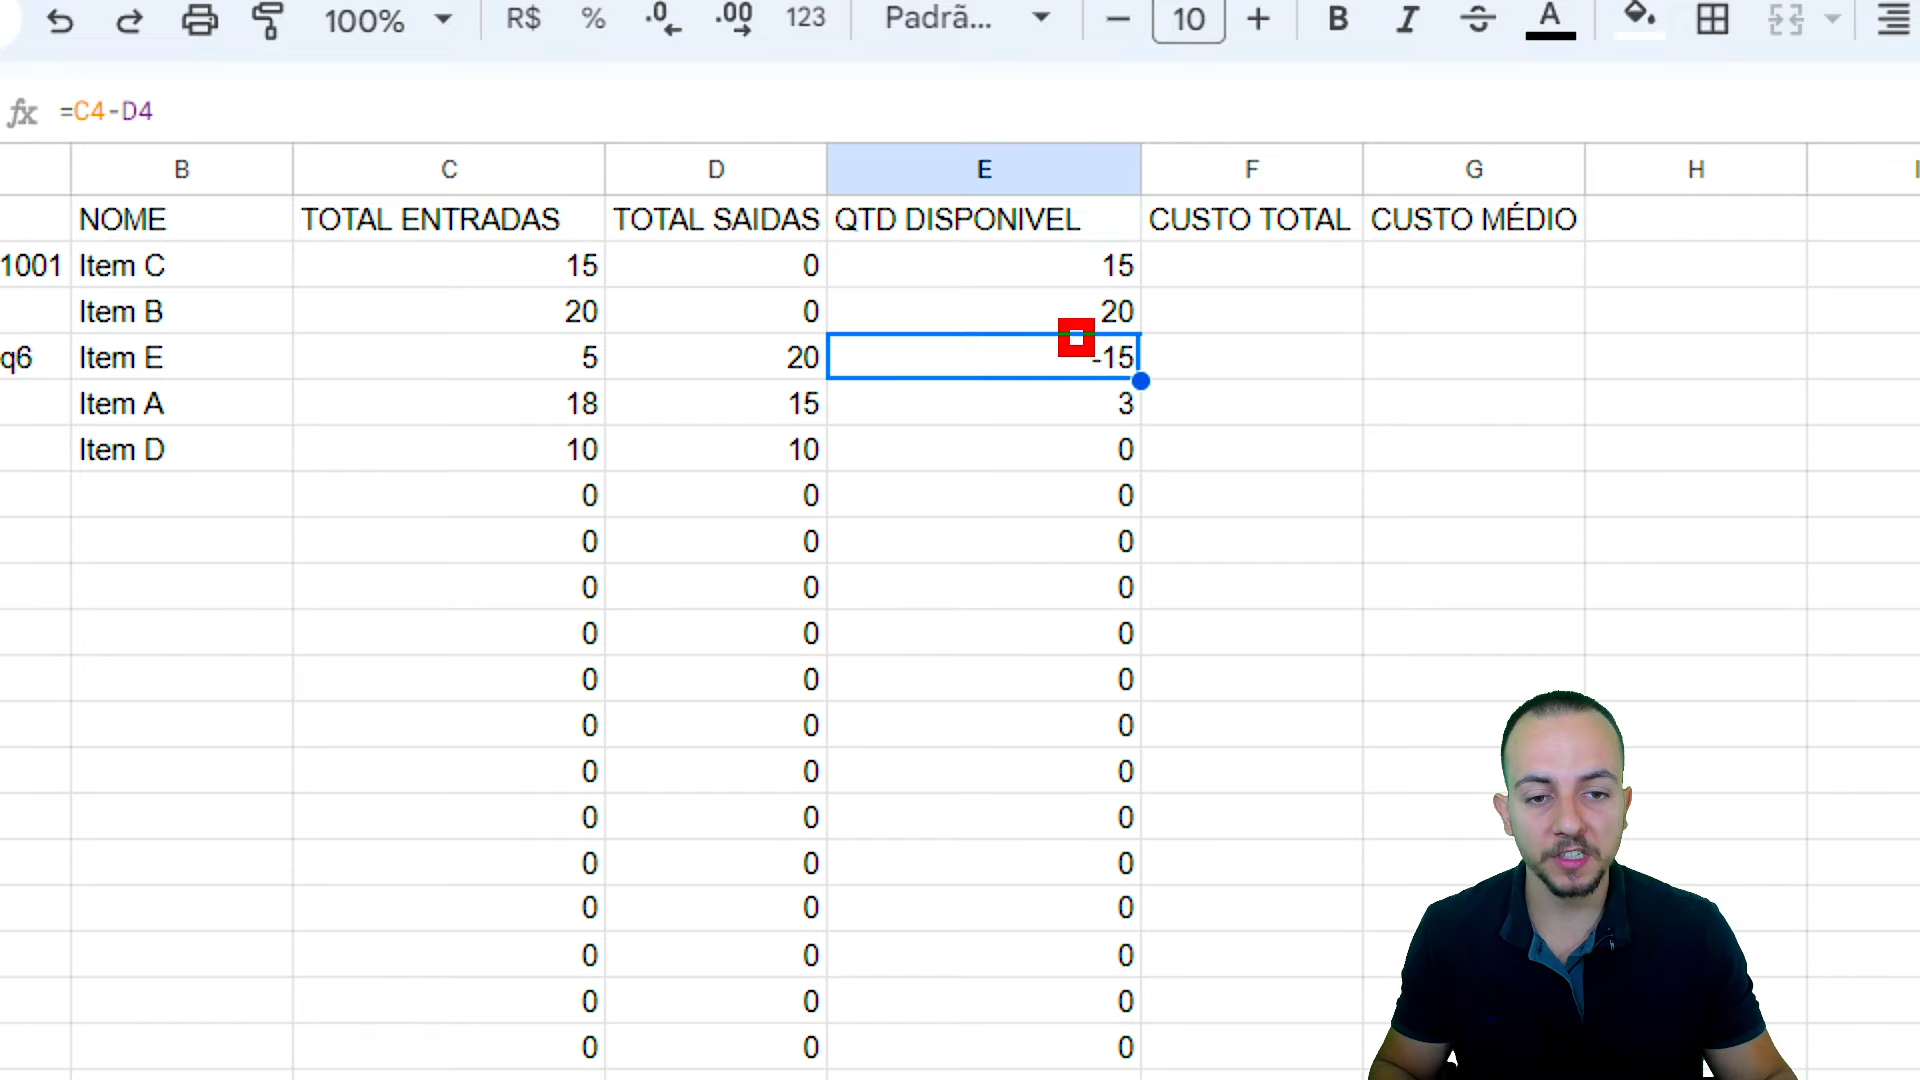 100% R$ % .0 .00 123 Padrã... 10 B I S A
fx =C4-D4
B C D E F G H I
NOME TOTAL ENTRADAS TOTAL SAIDAS QTD DISPONIVEL CUSTO TOTAL CUSTO MÉDIO
1001 Item C 15 0 15
Item B 20 0 20
q6 Item E 5 20 -15
Item A 18 15 3
Item D 10 10 0
0 0 0
0 0 0
0 0 0
0 0 0
0 0 0
0 0 0
0 0 0
0 0 0
0 0 0
0 0 0
0 0 0
0 0 0
0 0 0